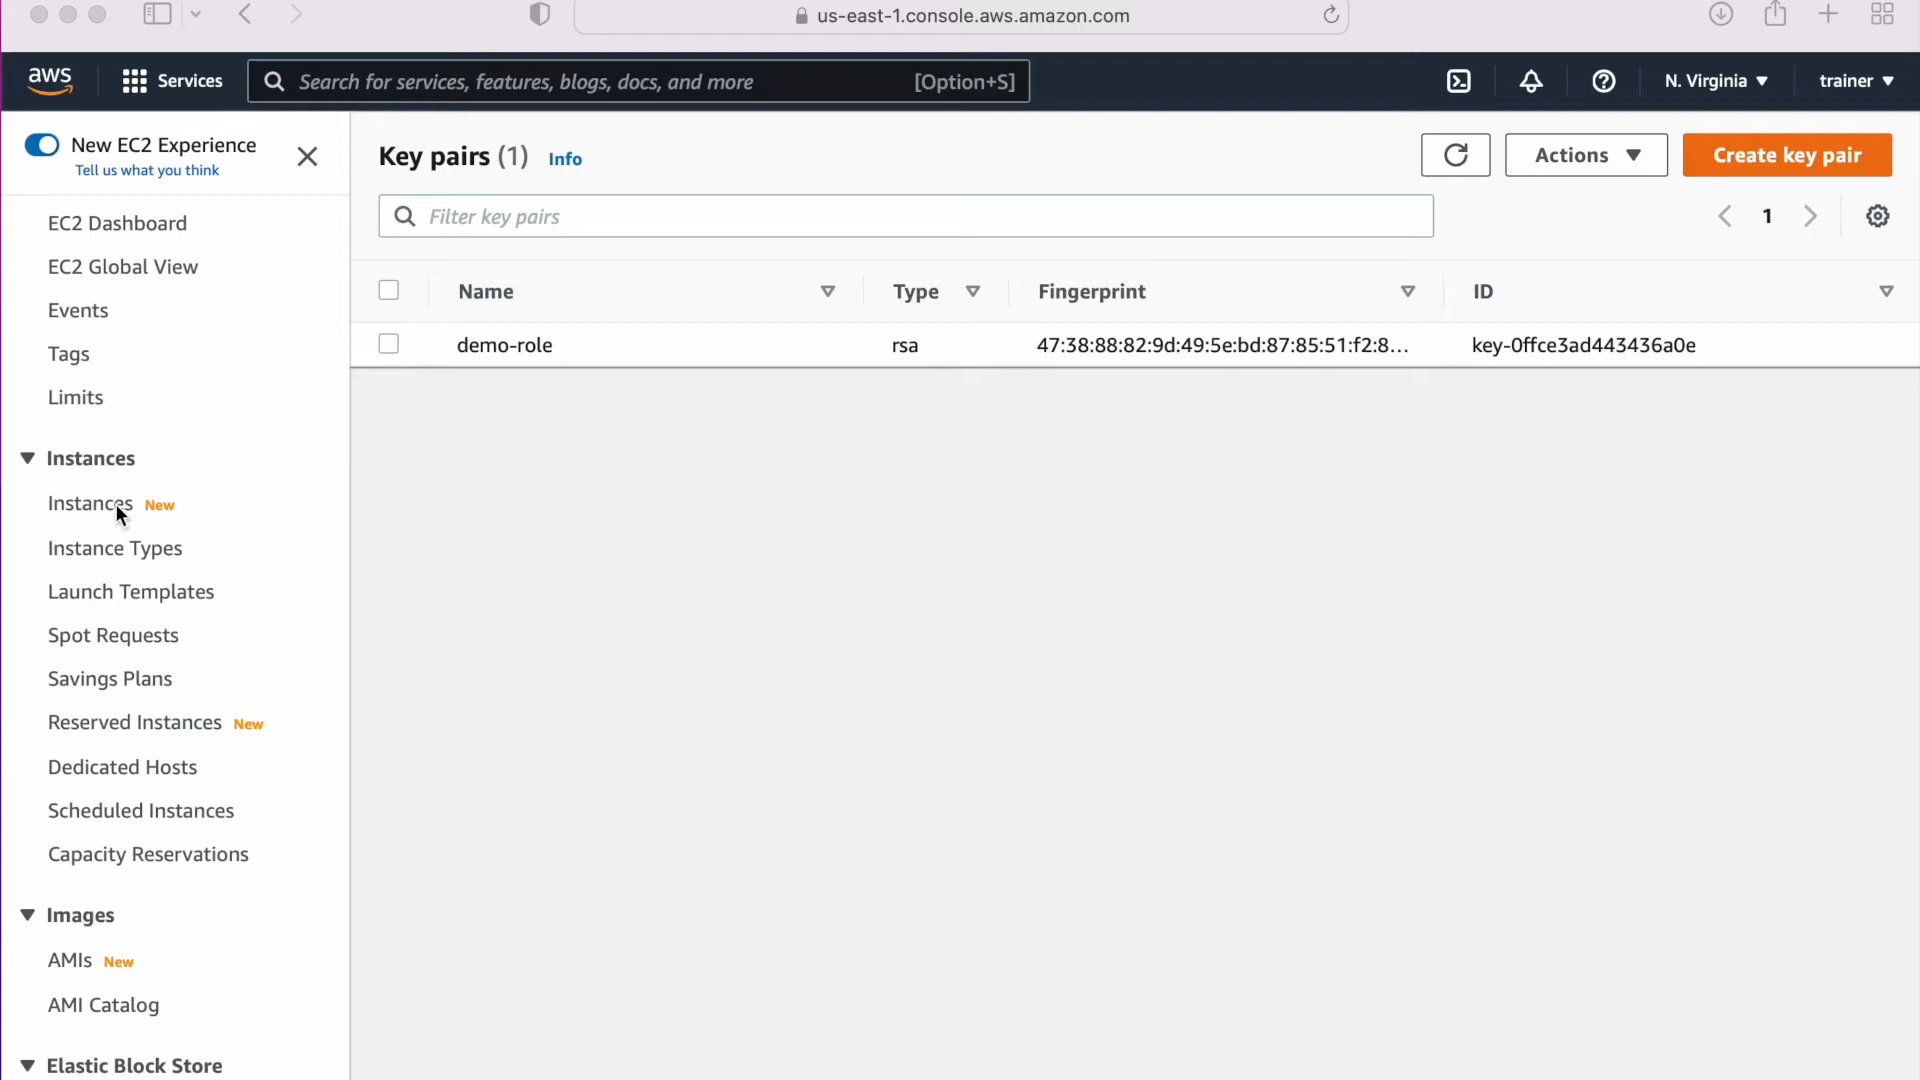 us-east-1.console.aws.amazon.com
aws
Services
Search for services, features, blogs, docs, and more
[Option+S]
N. Virginia
trainer
New EC2 Experience
Tell us what you think
EC2 Dashboard
EC2 Global View
Events
Tags
Limits
Instances
Instances New
Instance Types
Launch Templates
Spot Requests
Savings Plans
Reserved Instances New
Dedicated Hosts
Scheduled Instances
Capacity Reservations
Images
AMIs New
AMI Catalog
Elastic Block Store
Key pairs (1) Info
Actions
Create key pair
Filter key pairs
1
Name Type Fingerprint ID
demo-role rsa 47:38:88:82:9d:49:5e:bd:87:85:51:f2:8... key-0ffce3ad443436a0e